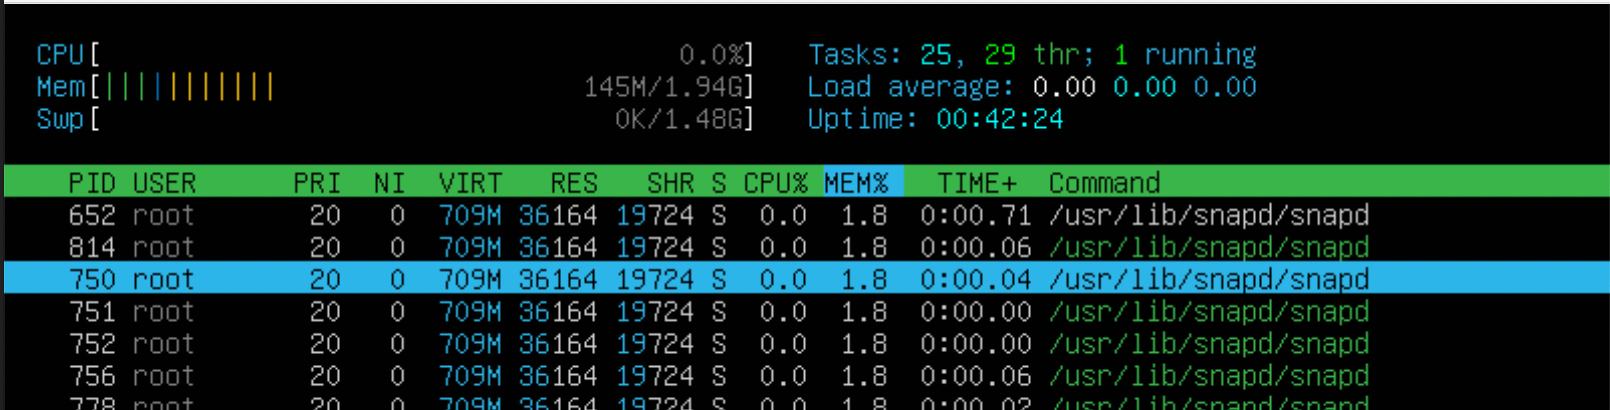 CPU[ 0.0%] Tasks: 25, 29 thr; 1 running
Mem[||||||||||| 145M/1.94G] Load average: 0.00 0.00 0.00
Swp[ 0K/1.48G] Uptime: 00:42:24
PID USER PRI NI VIRT RES SHR S CPU% MEM% TIME+ Command
652 root 20 0 709M 36164 19724 S 0.0 1.8 0:00.71 /usr/lib/snapd/snapd
814 root 20 0 709M 36164 19724 S 0.0 1.8 0:00.06 /usr/lib/snapd/snapd
750 root 20 0 709M 36164 19724 S 0.0 1.8 0:00.04 /usr/lib/snapd/snapd
751 root 20 0 709M 36164 19724 S 0.0 1.8 0:00.00 /usr/lib/snapd/snapd
752 root 20 0 709M 36164 19724 S 0.0 1.8 0:00.00 /usr/lib/snapd/snapd
756 root 20 0 709M 36164 19724 S 0.0 1.8 0:00.06 /usr/lib/snapd/snapd
778 root 20 0 709M 36164 19724 S 0.0 1.8 0:00.02 /usr/lib/snapd/snapd